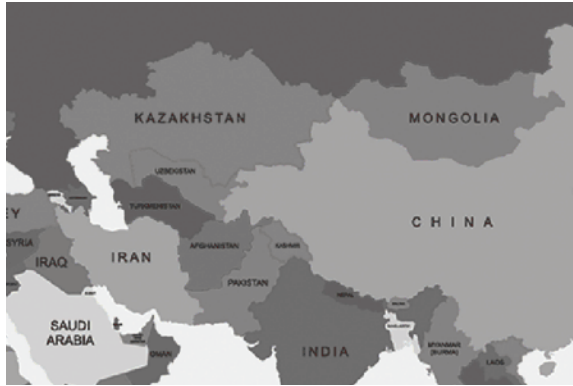 KAZAKHSTAN
MONGOLIA
UZBEKISTAN
TURKMENISTAN
CHINA
EY
SYRIA
IRAQ
IRAN
AFGHANISTAN
KASHMIR
PAKISTAN
NEPAL
SAUDI
ARABIA
OMAN
INDIA
MYANMAR
(BURMA)
LAOS